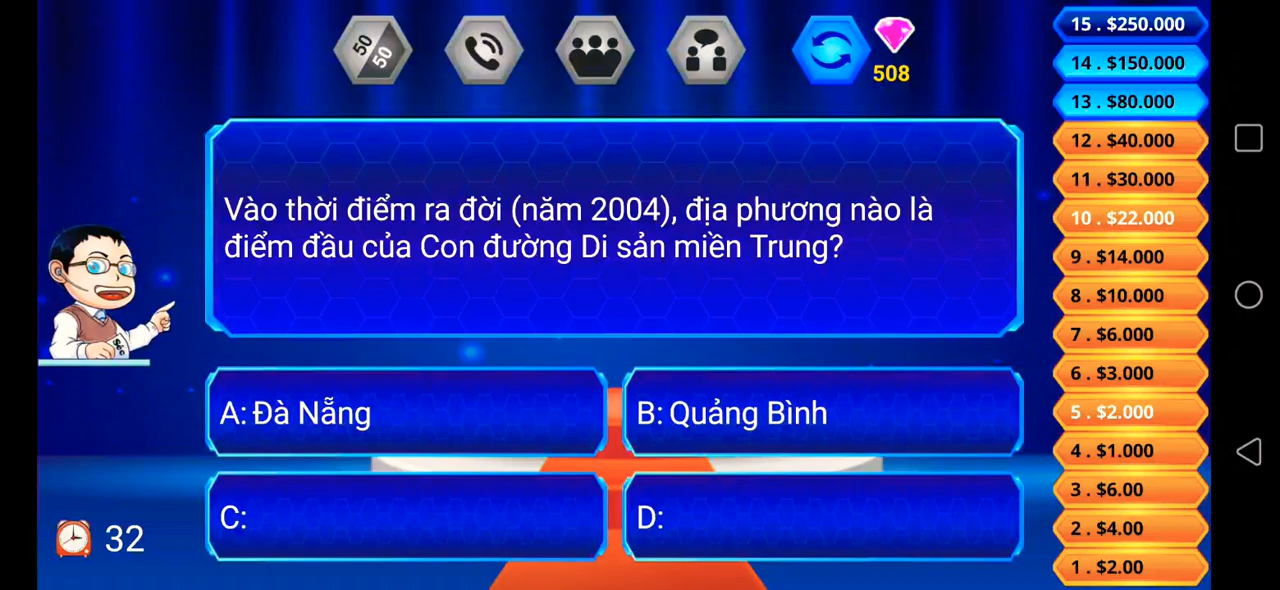 50
50
508
Vào thời điểm ra đời (năm 2004), địa phương nào là
điểm đầu của Con đường Di sản miền Trung?
A: Đà Nẵng
B: Quảng Bình
C:
D:
32
Séc
15 . $250.000
14 . $150.000
13 . $80.000
12 . $40.000
11 . $30.000
10 . $22.000
9 . $14.000
8 . $10.000
7 . $6.000
6 . $3.000
5 . $2.000
4 . $1.000
3 . $6.00
2 . $4.00
1 . $2.00